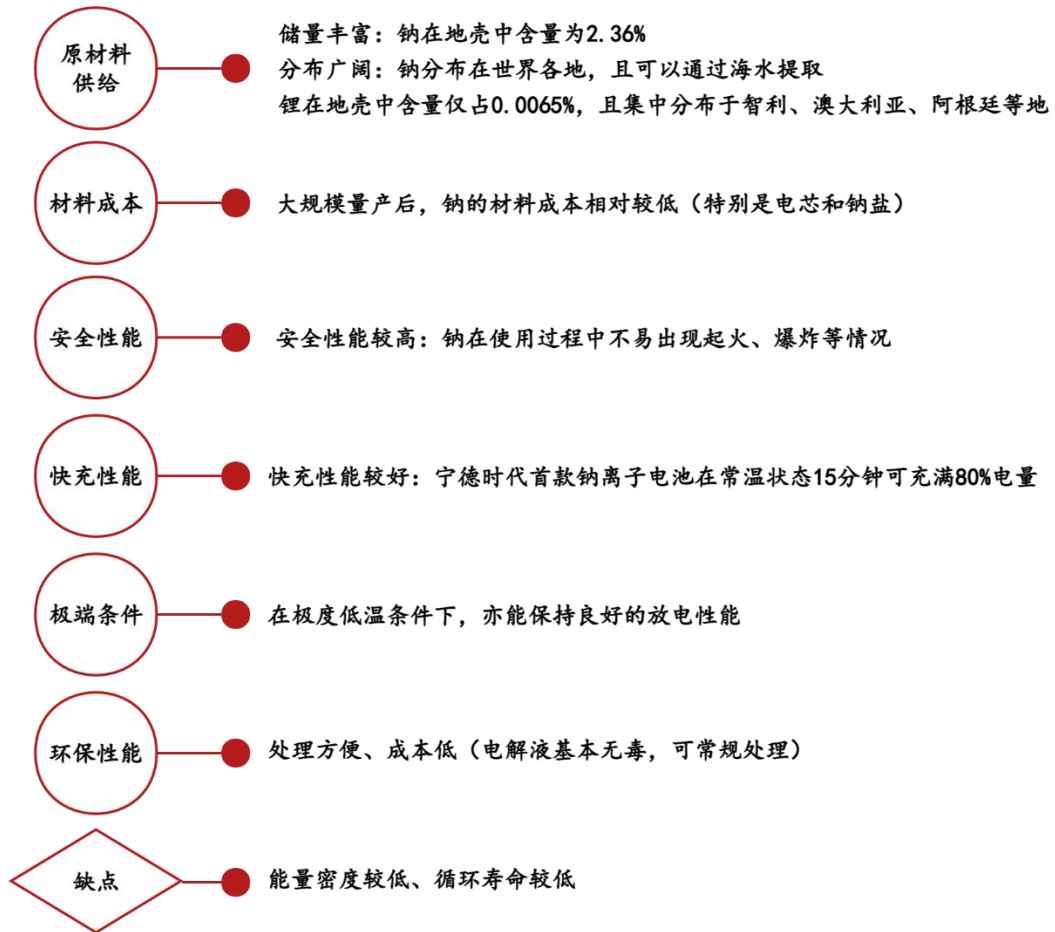 原材料
供给
储量丰富：钠在地壳中含量为2.36%
分布广阔：钠分布在世界各地，且可以通过海水提取
锂在地壳中含量仅占0.0065%，且集中分布于智利、澳大利亚、阿根廷等地
材料成本
大规模量产后，钠的材料成本相对较低（特别是电芯和钠盐）
安全性能
安全性能较高：钠在使用过程中不易出现起火、爆炸等情况
快充性能
快充性能较好：宁德时代首款钠离子电池在常温状态15分钟可充满80%电量
极端条件
在极度低温条件下，亦能保持良好的放电性能
环保性能
处理方便、成本低（电解液基本无毒，可常规处理）
缺点
能量密度较低、循环寿命较低